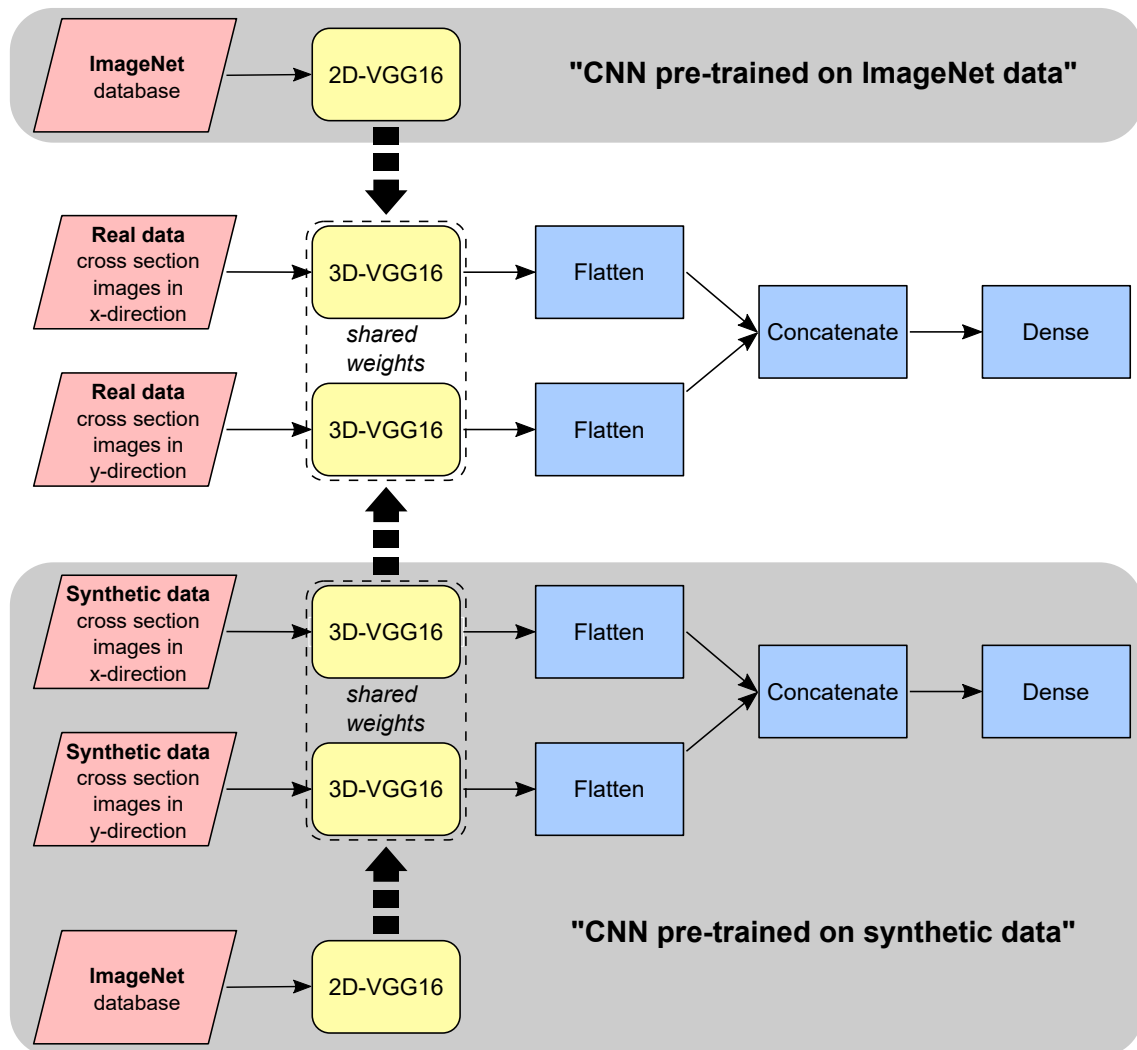 ImageNet
database
2D-VGG16
"CNN pre-trained on ImageNet data"
Real data
cross section
images in
x-direction
3D-VGG16
Flatten
shared
weights
Concatenate
Dense
Real data
cross section
images in
y-direction
3D-VGG16
Flatten
Synthetic data
cross section
images in
x-direction
3D-VGG16
Flatten
shared
weights
Concatenate
Dense
Synthetic data
cross section
images in
y-direction
3D-VGG16
Flatten
"CNN pre-trained on synthetic data"
ImageNet
database
2D-VGG16